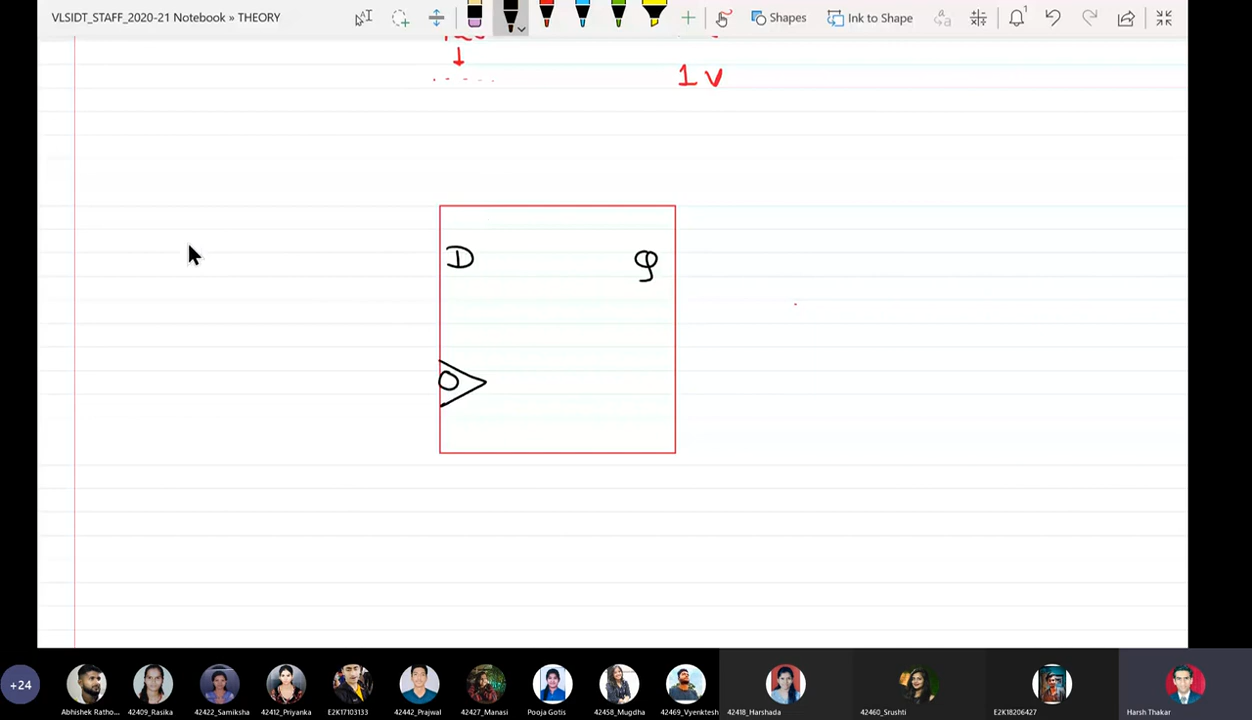 VLSIDT_STAFF_2020-21 Notebook » THEORY
Shapes
Ink to Shape
1 V
D
Q
+24
Abhishek Ratho...
42409_Rasika
42422_Samiksha
42412_Priyanka
E2K17103133
42442_Prajwal
42427_Manasi
Pooja Gotis
42458_Mugdha
42469_Vyenktesh
42418_Harshada
42460_Srushti
E2K18206427
Harsh Thakar